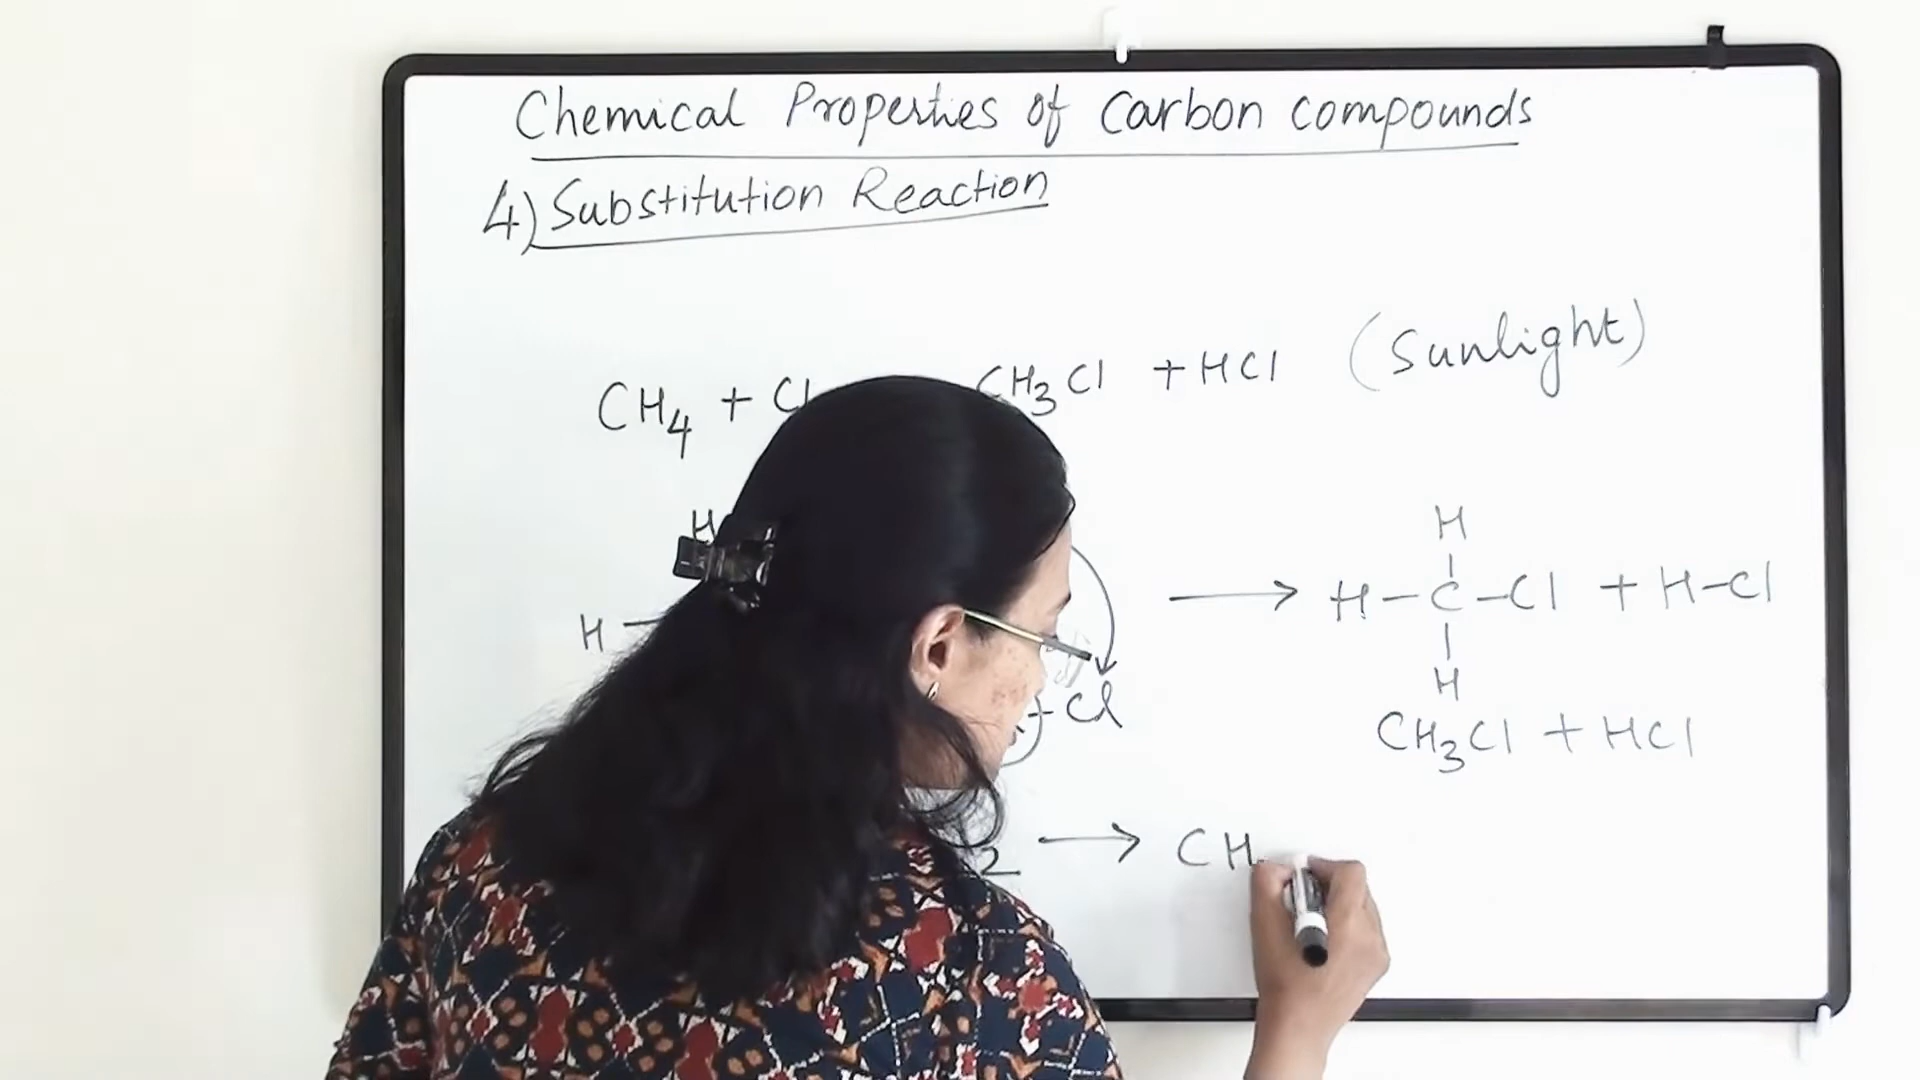 Chemical Properties of Carbon compounds
4) Substitution Reaction
CH₄ + Cl CH₃Cl + HCl (Sunlight)
H H
H — → H—C—Cl + H—Cl
H
Cl
CH₃Cl + HCl
2 → CH